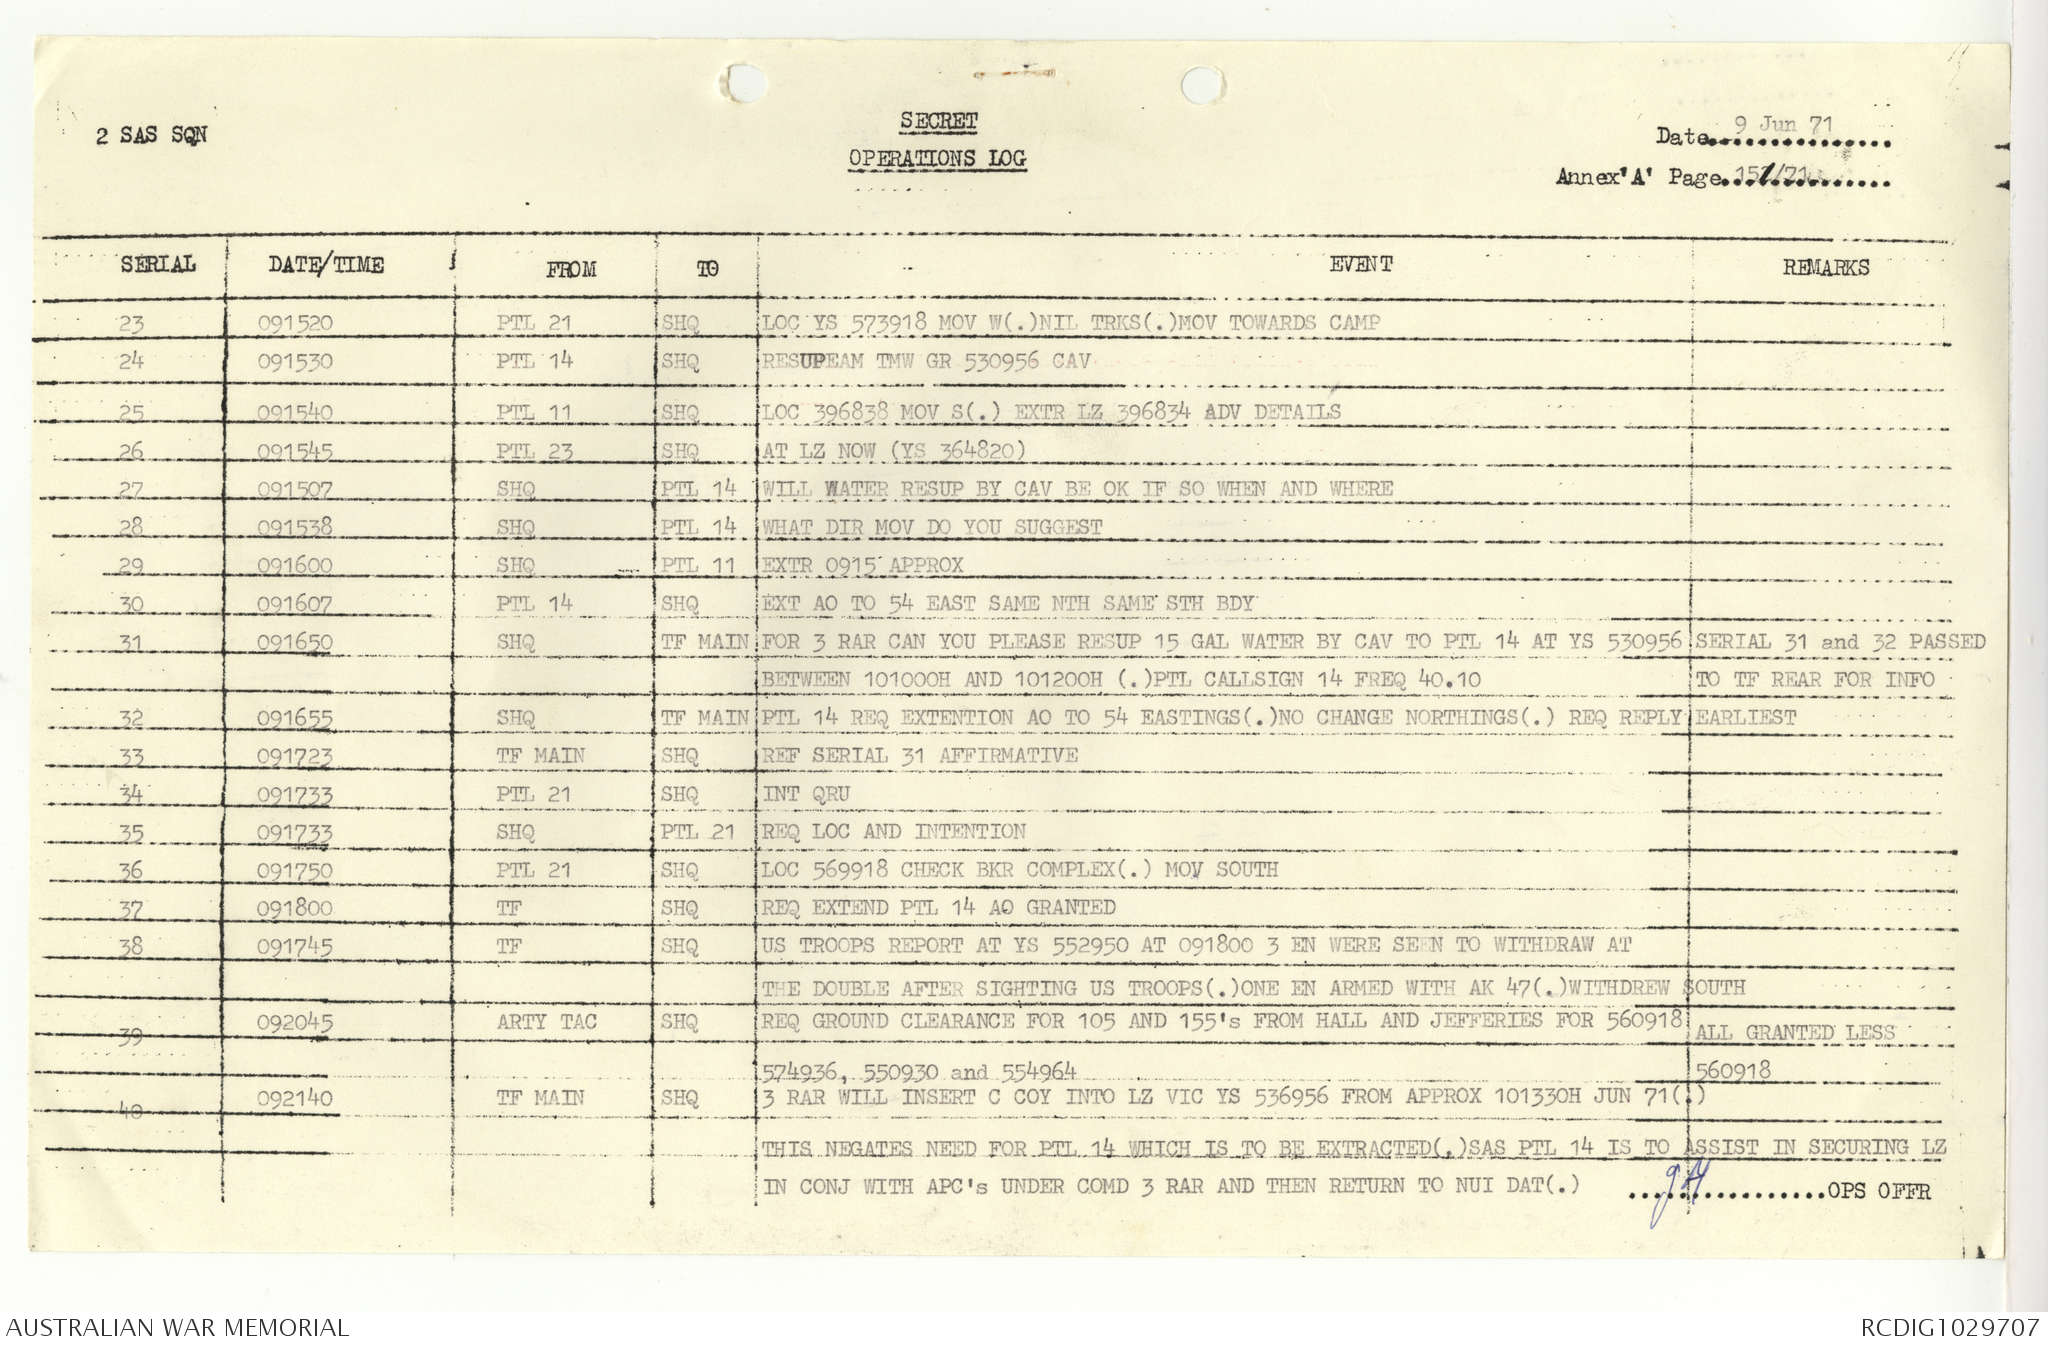 2 SAS SQN
SECRET
OPERATIONS LOG
Date 9 Jun 71
Annex 'A' Page 151/71
SERIAL DATE/TIME FROM TO EVENT REMARKS
23 091520 PTL 21 SHQ LOC YS 573918 MOV W(.)NIL TRKS(.)MOV TOWARDS CAMP
24 091530 PTL 14 SHQ RESUPEAM TMW GR 530956 CAV
25 091540 PTL 11 SHQ LOC 396838 MOV S(.) EXTR LZ 396834 ADV DETAILS
26 091545 PTL 23 SHQ AT LZ NOW (YS 364820)
27 091507 SHQ PTL 14 WILL WATER RESUP BY CAV BE OK IF SO WHEN AND WHERE
28 091538 SHQ PTL 14 WHAT DIR MOV DO YOU SUGGEST
29 091600 SHQ PTL 11 EXTR 0915 APPROX
30 091607 PTL 14 SHQ EXT AO TO 54 EAST SAME NTH SAME STH BDY
31 091650 SHQ TF MAIN FOR 3 RAR CAN YOU PLEASE RESUP 15 GAL WATER BY CAV TO PTL 14 AT YS 530956 SERIAL 31 and 32 PASSED
BETWEEN 101000H AND 101200H (.)PTL CALLSIGN 14 FREQ 40.10 TO TF REAR FOR INFO
32 091655 SHQ TF MAIN PTL 14 REQ EXTENTION AO TO 54 EASTINGS(.)NO CHANGE NORTHINGS(.) REQ REPLY EARLIEST
33 091723 TF MAIN SHQ REF SERIAL 31 AFFIRMATIVE
34 091733 PTL 21 SHQ INT QRU
35 091733 SHQ PTL 21 REQ LOC AND INTENTION
36 091750 PTL 21 SHQ LOC 569918 CHECK BKR COMPLEX(.) MOV SOUTH
37 091800 TF SHQ REQ EXTEND PTL 14 AO GRANTED
38 091745 TF SHQ US TROOPS REPORT AT YS 552950 AT 091800 3 EN WERE SEEN TO WITHDRAW AT
THE DOUBLE AFTER SIGHTING US TROOPS(.)ONE EN ARMED WITH AK 47(.)WITHDREW SOUTH
39 092045 ARTY TAC SHQ REQ GROUND CLEARANCE FOR 105 AND 155's FROM HALL AND JEFFERIES FOR 560918 ALL GRANTED LESS
574936, 550930 and 554964 560918
40 092140 TF MAIN SHQ 3 RAR WILL INSERT C COY INTO LZ VIC YS 536956 FROM APPROX 101330H JUN 71(.)
THIS NEGATES NEED FOR PTL 14 WHICH IS TO BE EXTRACTED(.)SAS PTL 14 IS TO ASSIST IN SECURING LZ
IN CONJ WITH APC's UNDER COMD 3 RAR AND THEN RETURN TO NUI DAT(.)
OPS OFFR
AUSTRALIAN WAR MEMORIAL
RCDIG1029707